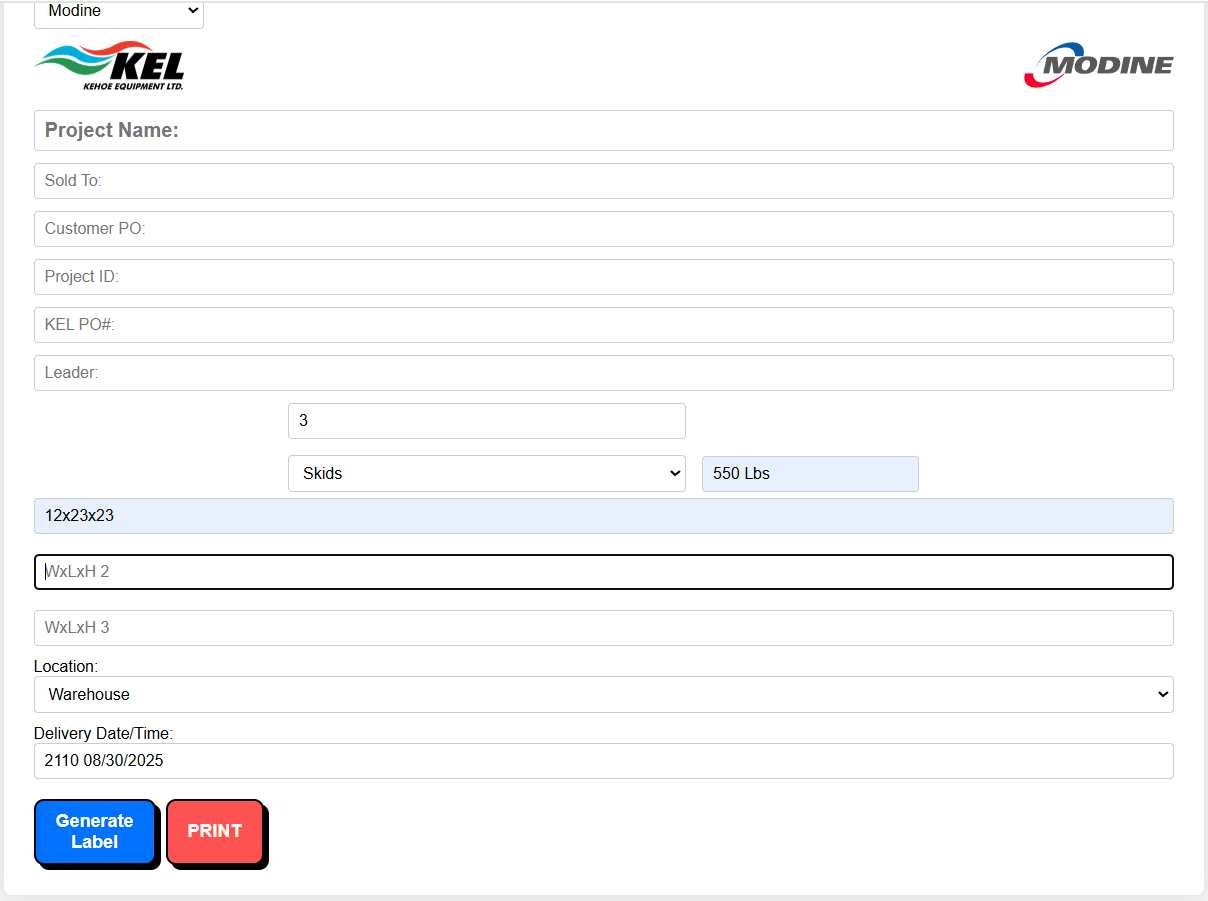 Modine
KEL
KEHOE EQUIPMENT LTD.
MODINE
Project Name:
Sold To:
Customer PO:
Project ID:
KEL PO#:
Leader:
3
Skids
550 Lbs
12x23x23
WxLxH 2
WxLxH 3
Location:
Warehouse
Delivery Date/Time:
2110 08/30/2025
Generate
Label
PRINT